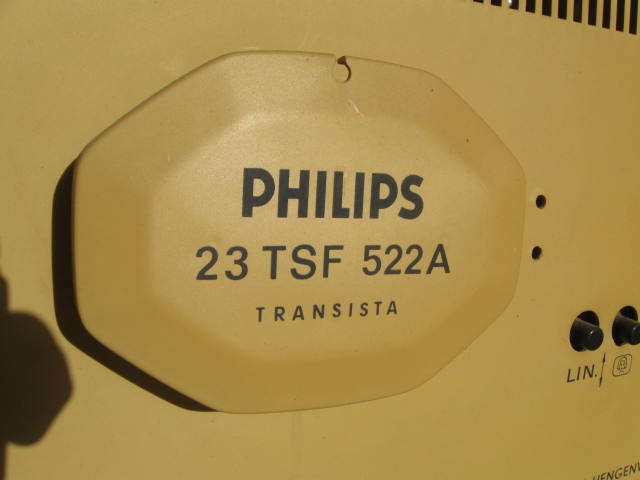 PHILIPS
23 TSF 522A
TRANSISTA
LIN.